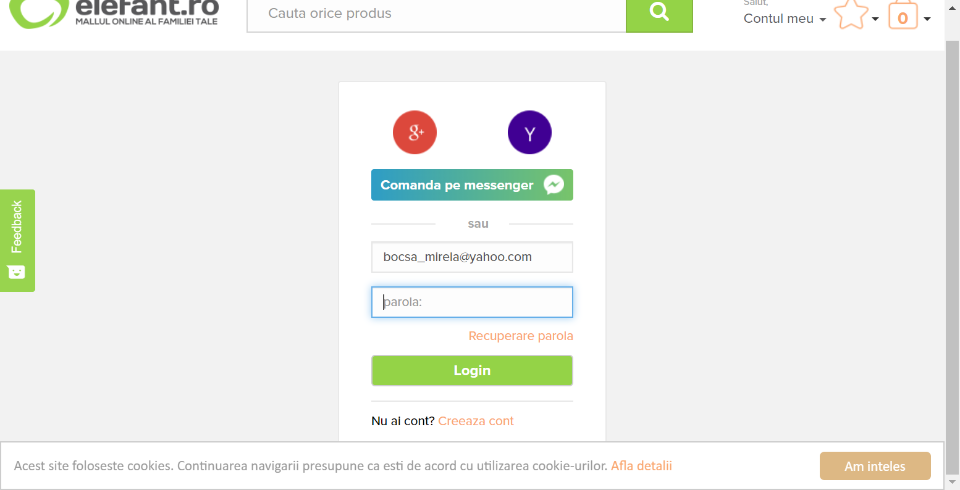 elefant.ro
MALLUL ONLINE AL FAMILIEI TALE
Cauta orice produs
Salut,
Contul meu
0
g+
Y
Comanda pe messenger
sau
bocsa_mirela@yahoo.com
parola:
Recuperare parola
Login
Nu ai cont? Creeaza cont
Feedback
Acest site foloseste cookies. Continuarea navigarii presupune ca esti de acord cu utilizarea cookie-urilor. Afla detalii
Am inteles